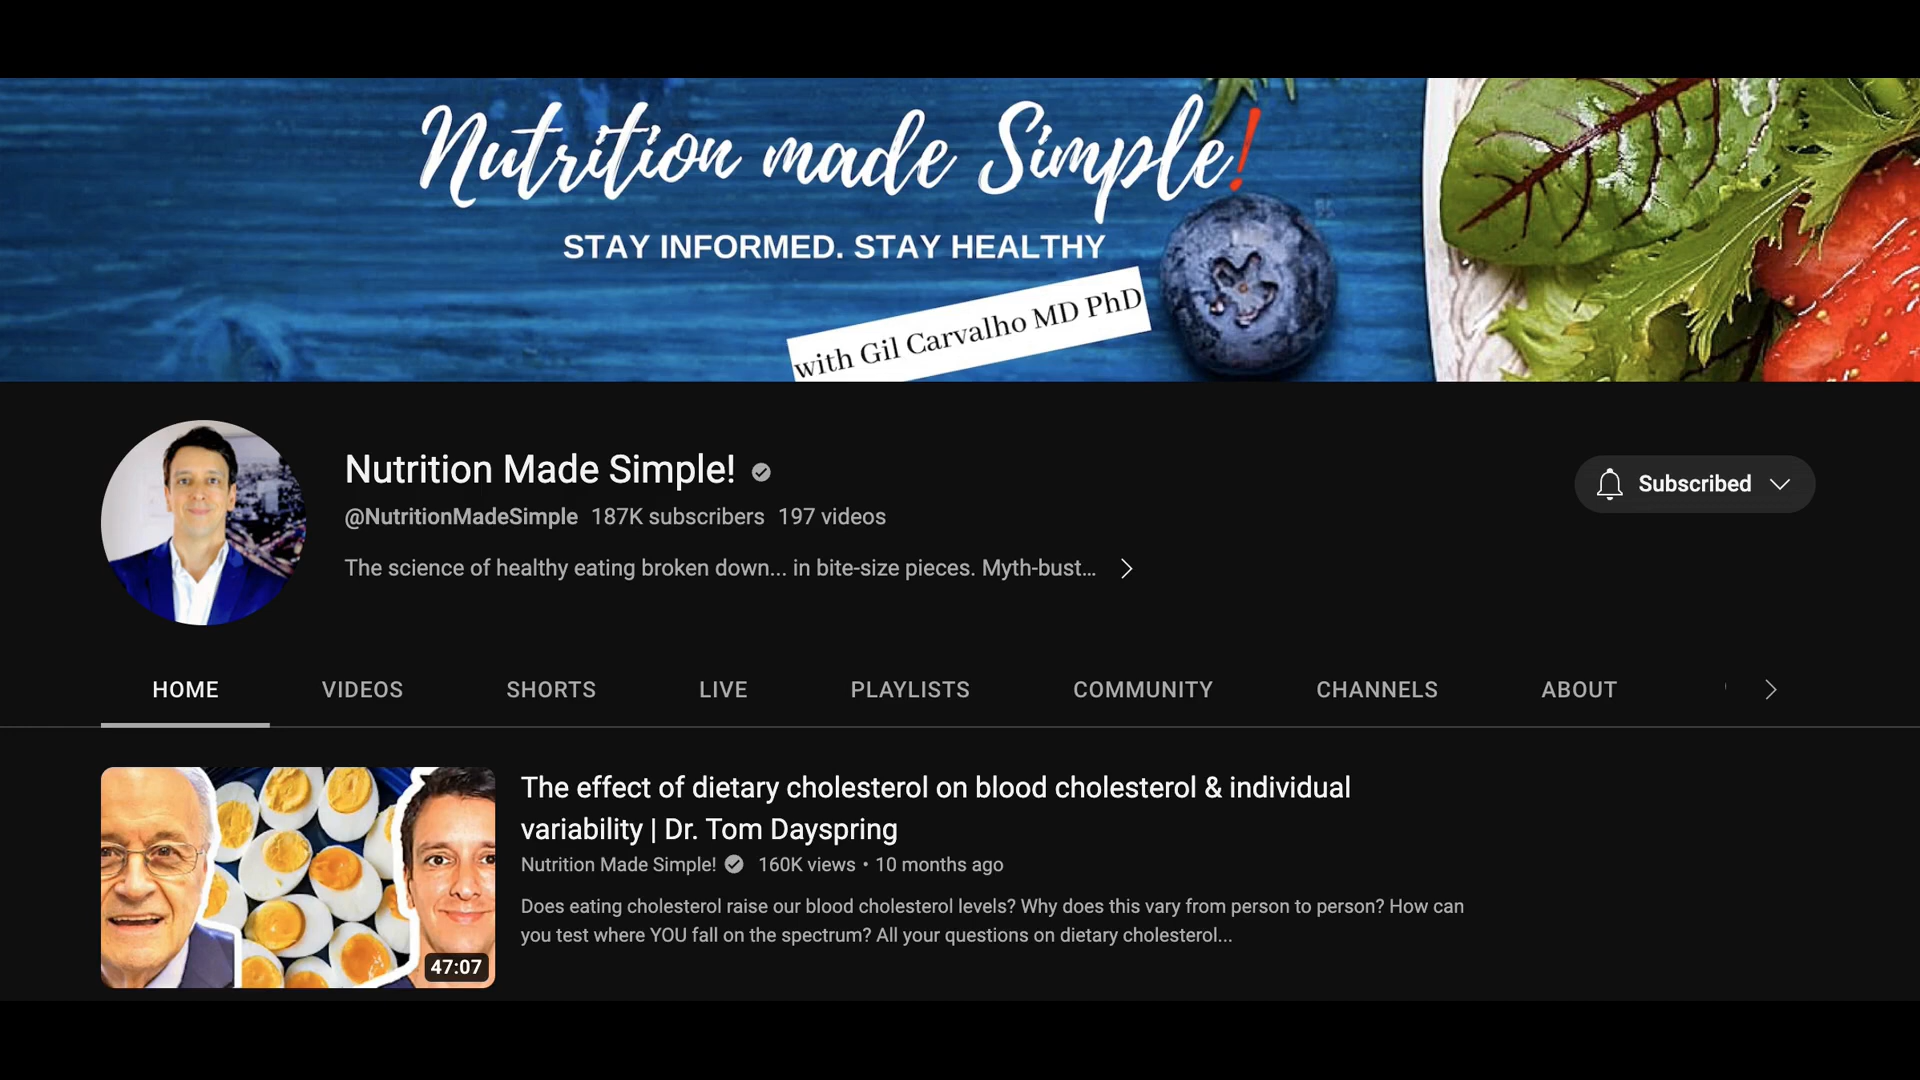 Nutrition made Simple!
STAY INFORMED. STAY HEALTHY
with Gil Carvalho MD PhD
Nutrition Made Simple!
Subscribed
@NutritionMadeSimple 187K subscribers 197 videos
The science of healthy eating broken down... in bite-size pieces. Myth-bust...
HOME VIDEOS SHORTS LIVE PLAYLISTS COMMUNITY CHANNELS ABOUT
The effect of dietary cholesterol on blood cholesterol & individual
variability | Dr. Tom Dayspring
Nutrition Made Simple! 160K views • 10 months ago
Does eating cholesterol raise our blood cholesterol levels? Why does this vary from person to person? How can
you test where YOU fall on the spectrum? All your questions on dietary cholesterol...
47:07